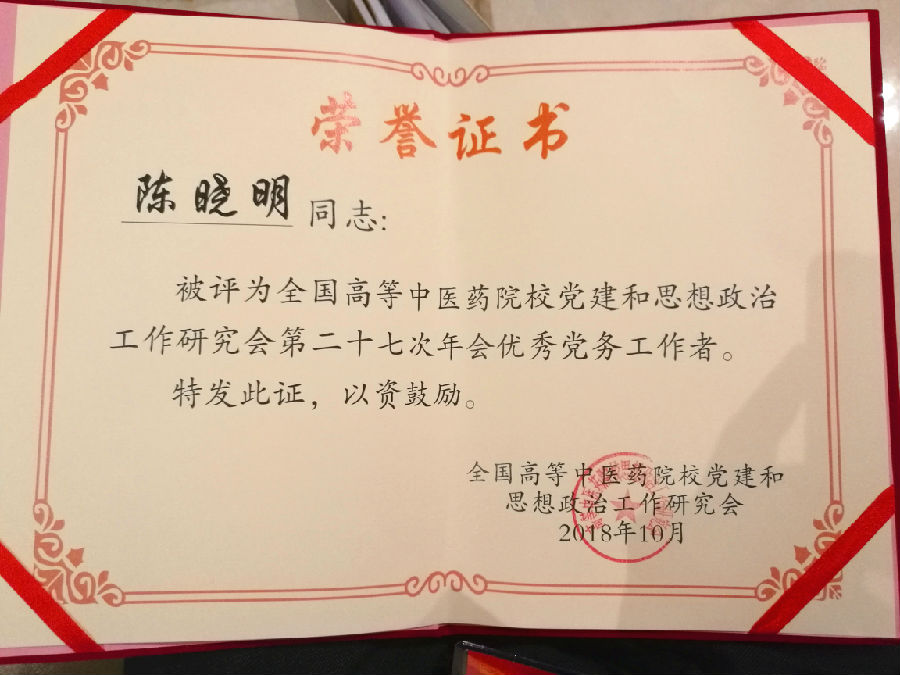 荣誉证书
陈晓明 同志:
被评为全国高等中医药院校党建和思想政治
工作研究会第二十七次年会优秀党务工作者。
特发此证，以资鼓励。
全国高等中医药院校党建和
思想政治工作研究会
2018年10月